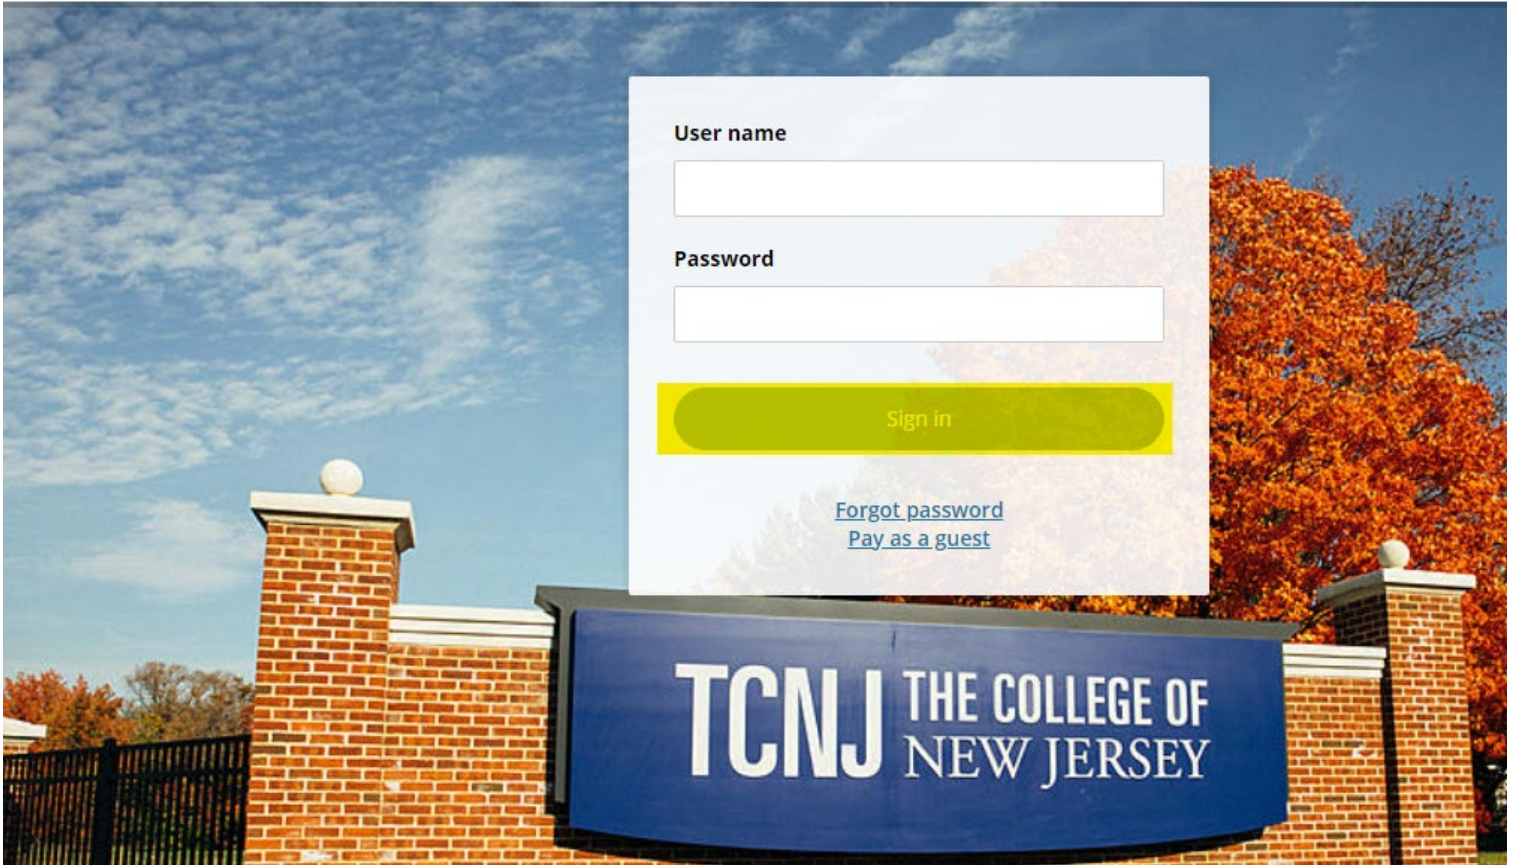 User name
Password
Sign in
Forgot password
Pay as a guest
TCNJ THE COLLEGE OF
NEW JERSEY